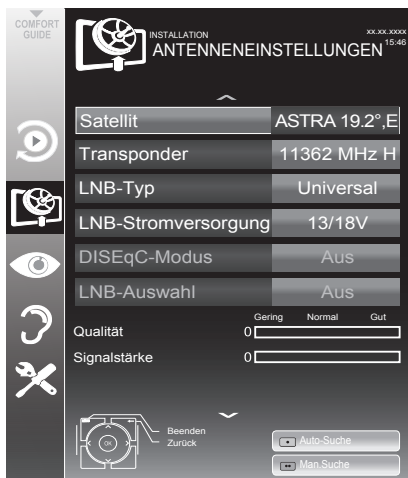 COMFORT
GUIDE
INSTALLATION
xx.xx.xxxx
ANTENNENEINSTELLUNGEN
15:46
Satellit ASTRA 19.2°,E
Transponder 11362 MHz H
LNB-Typ Universal
LNB-Stromversorgung 13/18V
DISEqC-Modus Aus
LNB-Auswahl Aus
Gering Normal Gut
Qualität 0
Signalstärke 0
Beenden
Zurück
OK
Auto-Suche
Man.Suche